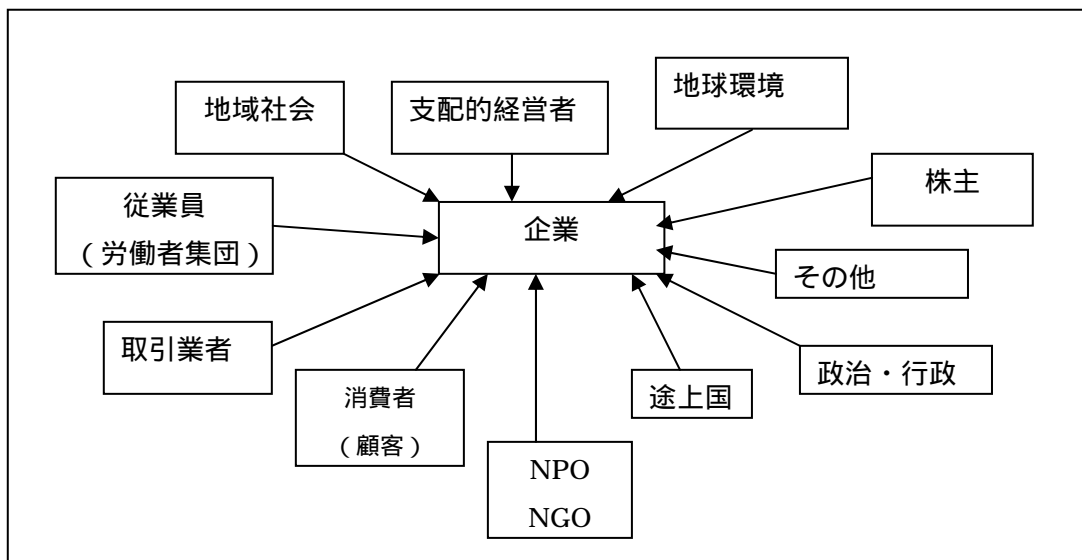 地域社会
支配的経営者
地球環境
株主
従業員
（労働者集団）
企業
その他
取引業者
消費者
（顧客）
NPO
NGO
途上国
政治・行政